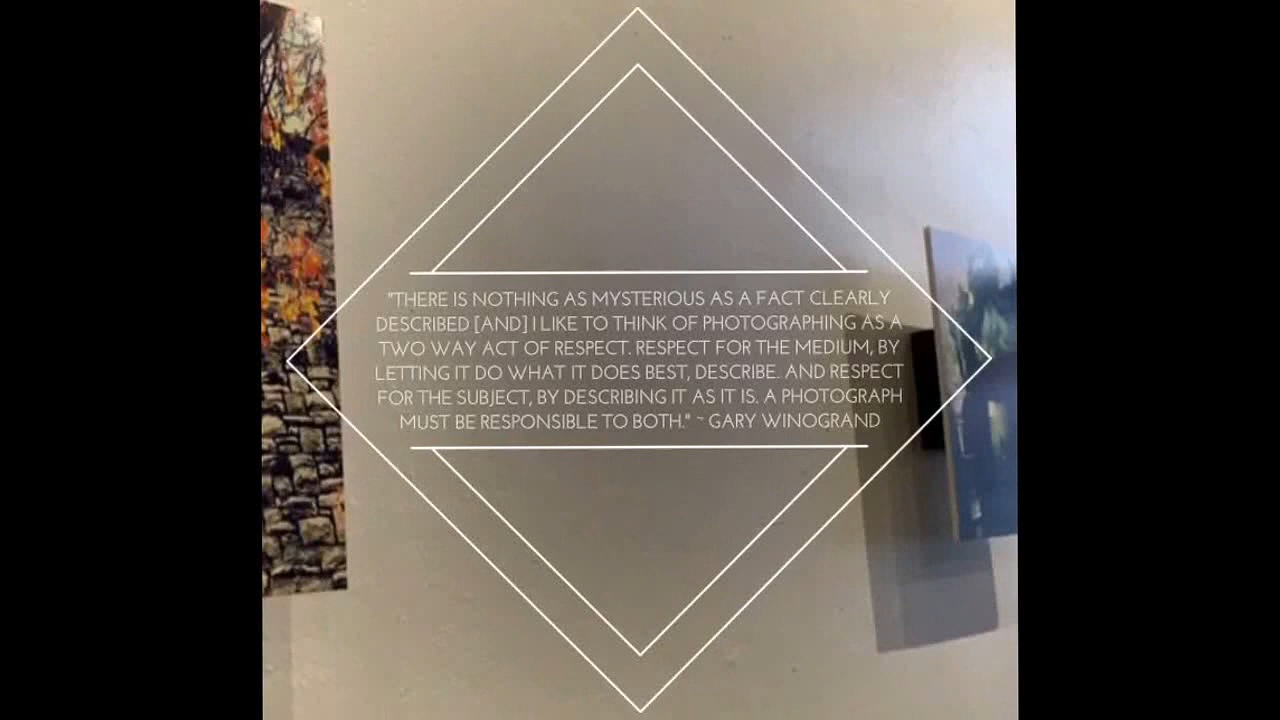 "THERE IS NOTHING AS MYSTERIOUS AS A FACT CLEARLY
DESCRIBED [AND] I LIKE TO THINK OF PHOTOGRAPHING AS A
TWO WAY ACT OF RESPECT. RESPECT FOR THE MEDIUM, BY
LETTING IT DO WHAT IT DOES BEST, DESCRIBE. AND RESPECT
FOR THE SUBJECT, BY DESCRIBING IT AS IT IS. A PHOTOGRAPH
MUST BE RESPONSIBLE TO BOTH." ~ GARY WINOGRAND